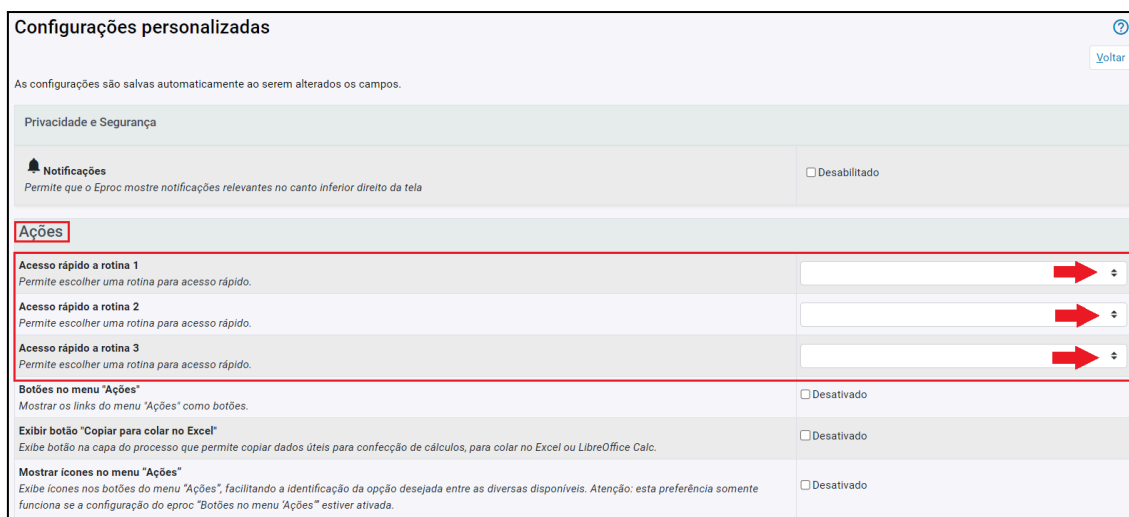 Configurações personalizadas
Voltar
As configurações são salvas automaticamente ao serem alterados os campos.
Privacidade e Segurança
Notificações
Permite que o Eproc mostre notificações relevantes no canto inferior direito da tela
Desabilitado
Ações
Acesso rápido a rotina 1
Permite escolher uma rotina para acesso rápido.
Acesso rápido a rotina 2
Permite escolher uma rotina para acesso rápido.
Acesso rápido a rotina 3
Permite escolher uma rotina para acesso rápido.
Botões no menu "Ações"
Mostrar os links do menu "Ações" como botões.
Desativado
Exibir botão "Copiar para colar no Excel"
Exibe botão na capa do processo que permite copiar dados úteis para confecção de cálculos, para colar no Excel ou LibreOffice Calc.
Desativado
Mostrar ícones no menu “Ações”
Exibe ícones nos botões do menu “Ações”, facilitando a identificação da opção desejada entre as diversas disponíveis. Atenção: esta preferência somente
funciona se a configuração do eproc “Botões no menu ‘Ações’” estiver ativada.
Desativado